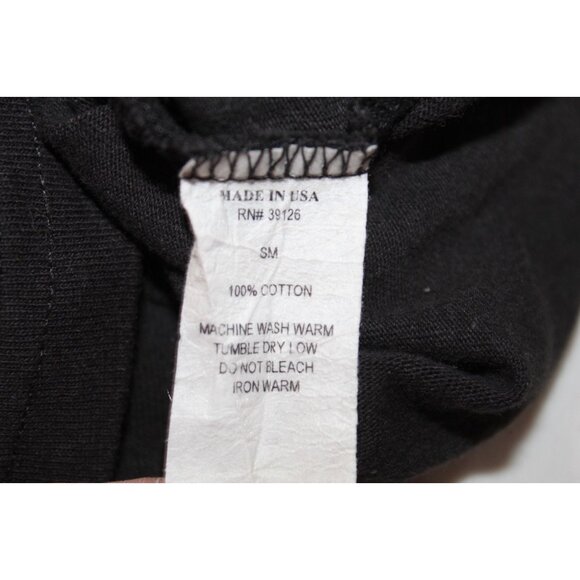 MADE IN USA
RN# 39126
SM
100% COTTON
MACHINE WASH WARM
TUMBLE DRY LOW
DO NOT BLEACH
IRON WARM